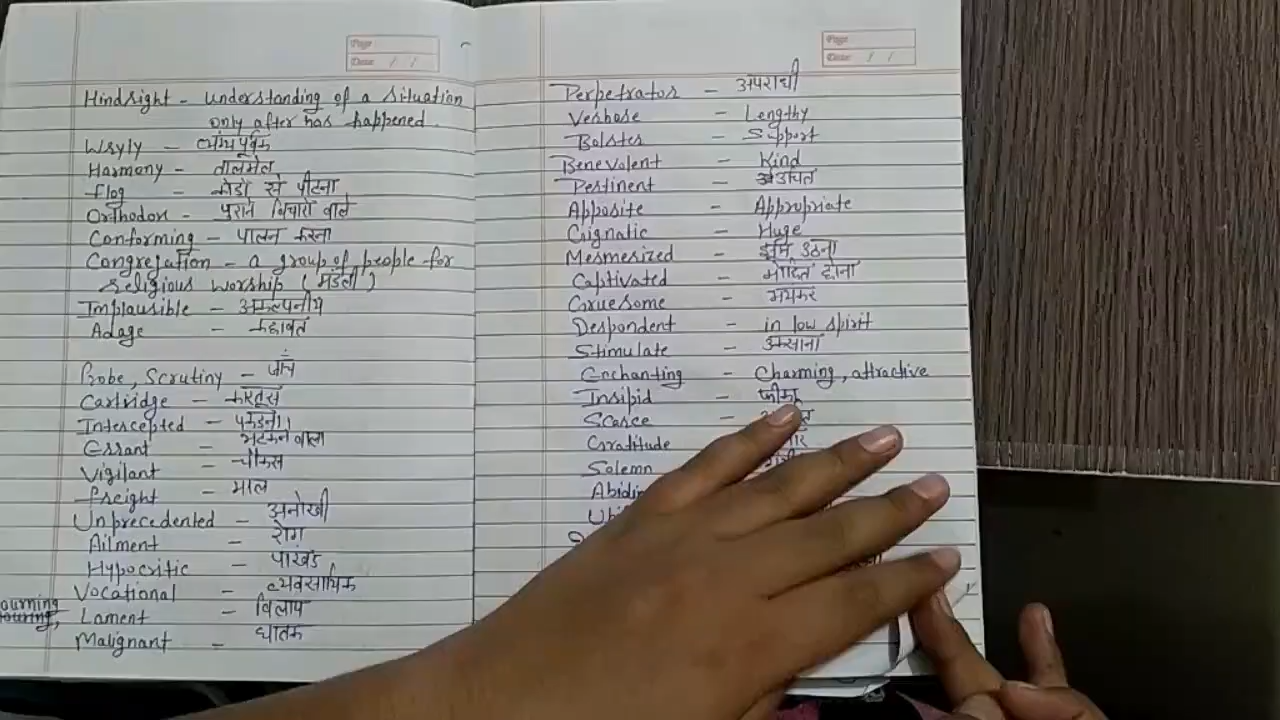 Page
Date / /
Hindsight - understanding of a situation
only after has happened.
Wryly - व्यंग्यपूर्वक
Harmony - तालमेल
flog - कोडों से पीटना
Orthodox - पुराने विचारों वाले
Conforming - पालन करना
Congregation - a group of people for
religious worship (मंडली)
Implausible - अकल्पनीय
Adage - कहावत
Probe, Scrutiny - जाँच
Cartridge - कारतूस
Intercepted - पकड़ना
Errant - भटकने वाला
Vigilant - चौकस
freight - माल
Unprecedented - अनोखी
Ailment - रोग
Hypocritic - पाखंड
Vocational - व्यवसायिक
ourning
Lament - विलाप
Malignant - घातक
Page
Date / /
Perpetrator - अपराधी
Verbose - Lengthy
Bolster - Support
Benevolent - Kind
Pertinent - उचित
Apposite - Appropriate
Gignatic - Huge
Mesmerized - झूम उठना
Captivated - मोहित होना
Gruesome - भयंकर
Despondent - in low spirit
Stimulate - उकसाना
Enchanting - Charming, attractive
Insipid - फीका
Scarce -
Gratitude
Solemn